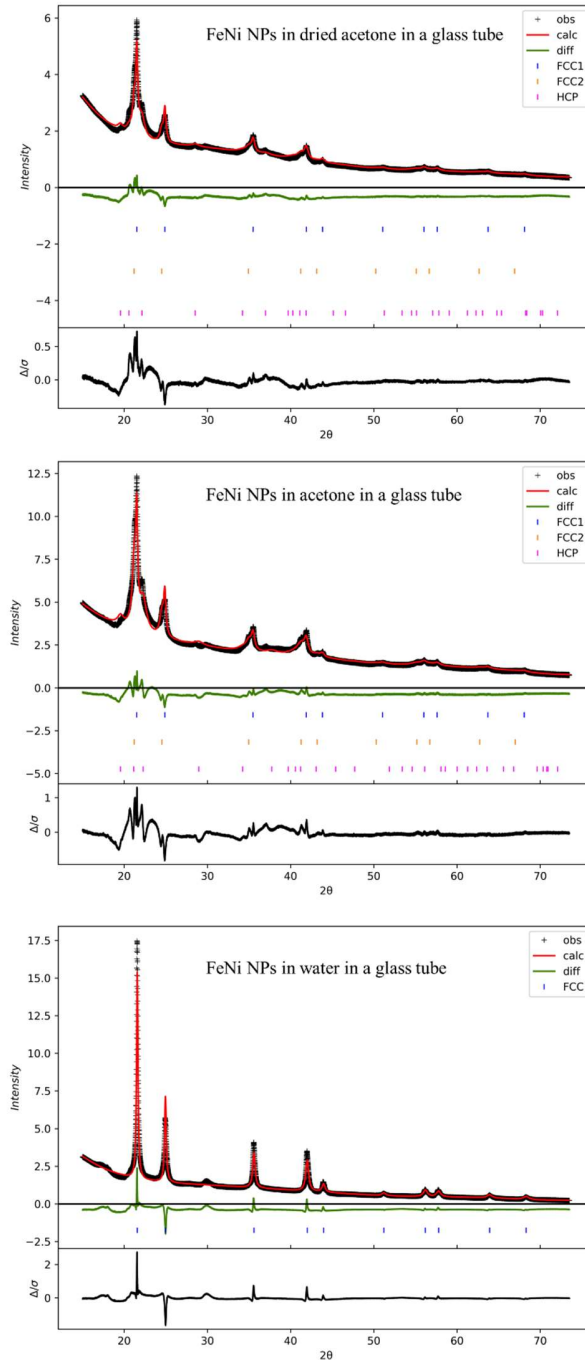 FeNi NPs in dried acetone in a glass tube
obs
calc
diff
FCC1
FCC2
HCP
Intensity
6
4
2
0
−2
−4
Δ/σ
0.5
0.0
20
30
40
50
60
70
2θ
FeNi NPs in acetone in a glass tube
obs
calc
diff
FCC1
FCC2
HCP
Intensity
12.5
10.0
7.5
5.0
2.5
0.0
−2.5
−5.0
Δ/σ
1
0
20
30
40
50
60
70
2θ
FeNi NPs in water in a glass tube
obs
calc
diff
FCC
Intensity
17.5
15.0
12.5
10.0
7.5
5.0
2.5
0.0
−2.5
Δ/σ
2
0
20
30
40
50
60
70
2θ